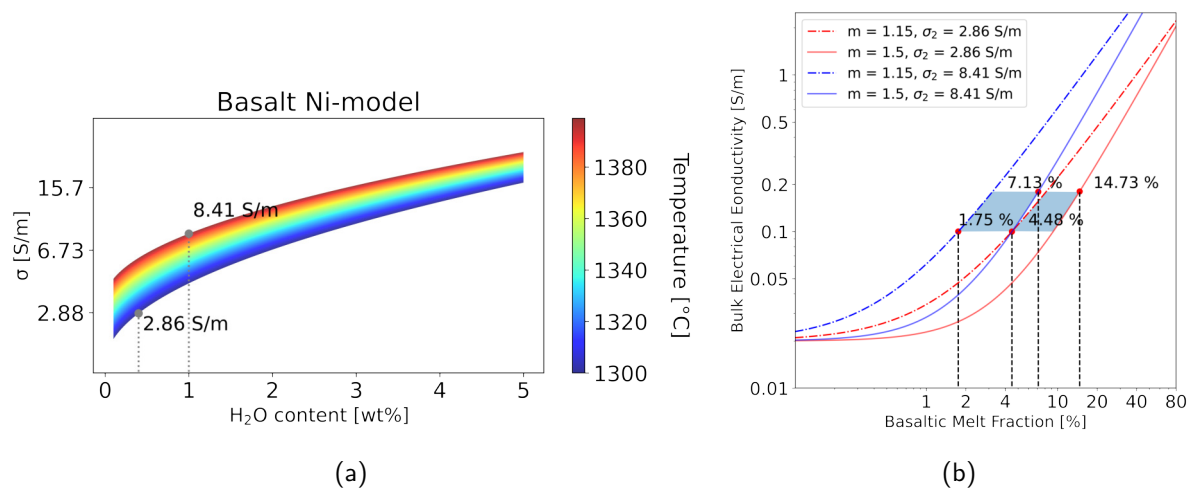 Basalt Ni-model
σ [S/m]
15.7
6.73
2.88
8.41 S/m
2.86 S/m
0 1 2 3 4 5
H₂O content [wt%]
1380
1360
1340
1320
1300
Temperature [°C]
(a)
m = 1.15, σ₂ = 2.86 S/m
m = 1.5, σ₂ = 2.86 S/m
m = 1.15, σ₂ = 8.41 S/m
m = 1.5, σ₂ = 8.41 S/m
Bulk Electrical Eonductivity [S/m]
1
0.5
0.2
0.1
0.05
0.01
7.13 %
14.73 %
1.75 %
4.48 %
1 2 4 10 20 40 80
Basaltic Melt Fraction [%]
(b)